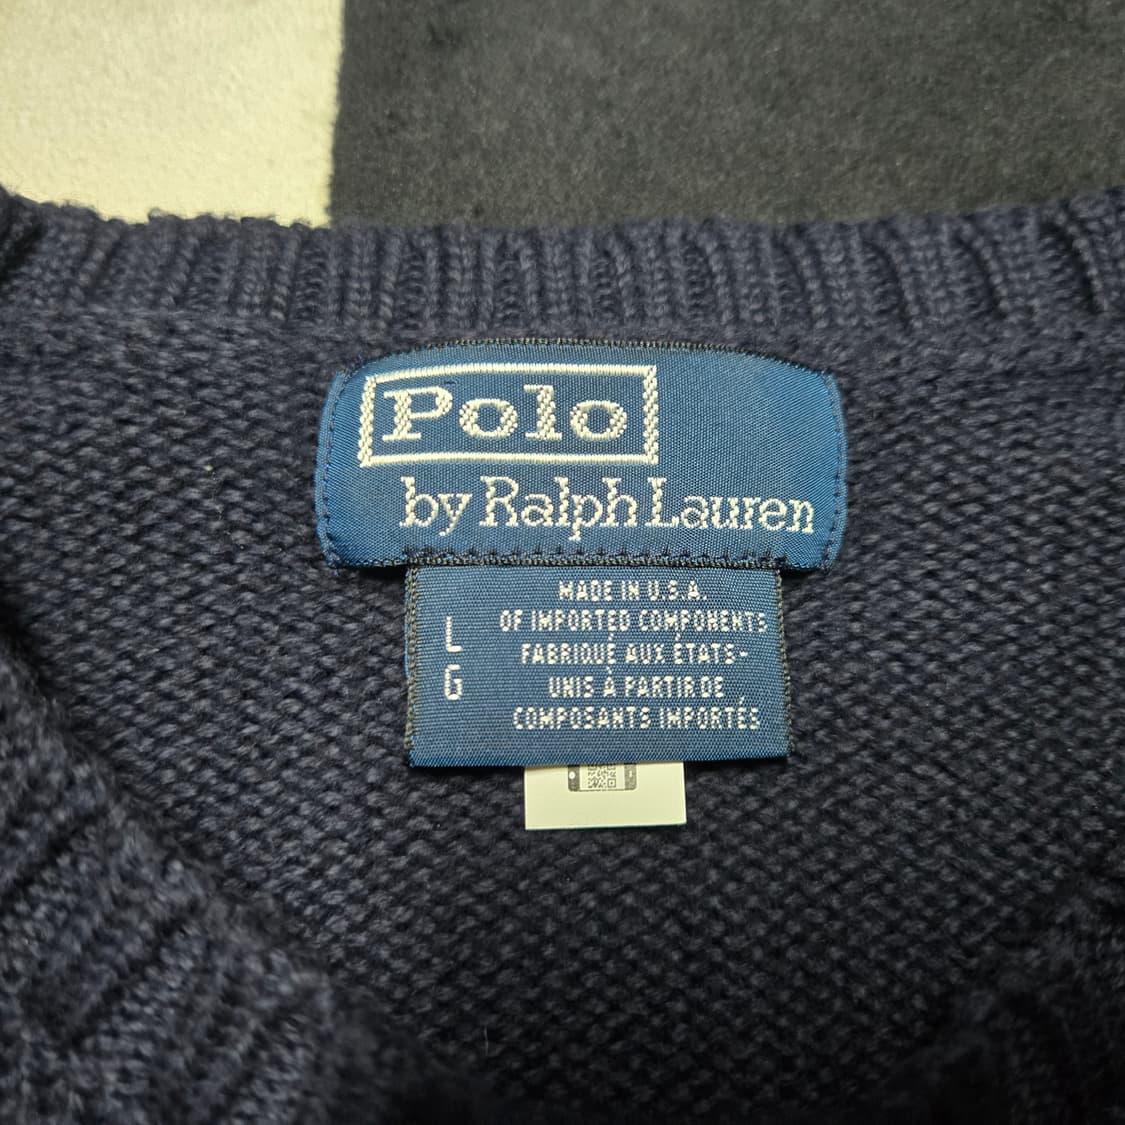 Polo
by Ralph Lauren
MADE IN U.S.A.
OF IMPORTED COMPONENTS
FABRIQUÉ AUX ÉTATS-
UNIS À PARTIR DE
COMPOSANTS IMPORTÉS
L
G